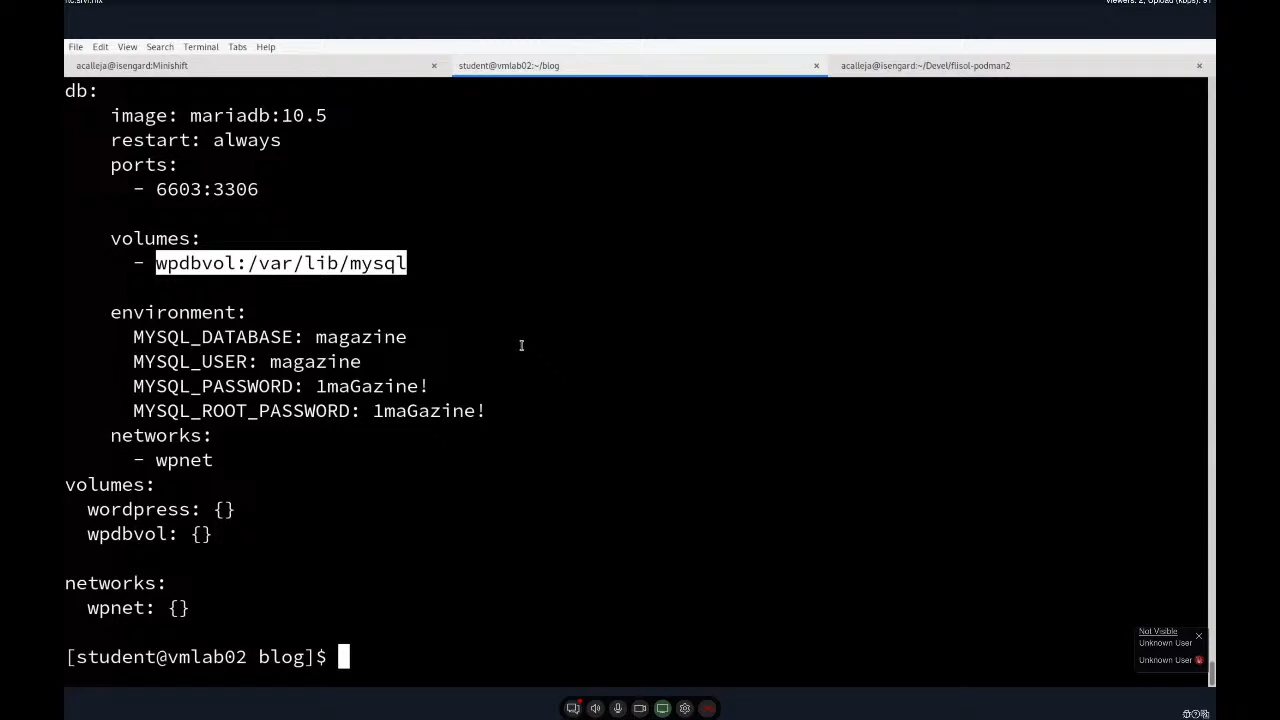 File Edit View Search Terminal Tabs Help
acalleja@isengard:Minishift
student@vmlab02:~/blog
acalleja@isengard:~/Devel/flisol-podman2
db:
image: mariadb:10.5
restart: always
ports:
- 6603:3306
volumes:
- wpdbvol:/var/lib/mysql
environment:
MYSQL_DATABASE: magazine
MYSQL_USER: magazine
MYSQL_PASSWORD: 1maGazine!
MYSQL_ROOT_PASSWORD: 1maGazine!
networks:
- wpnet
volumes:
wordpress: {}
wpdbvol: {}
networks:
wpnet: {}
[student@vmlab02 blog]$
Not Visible
Unknown User
Unknown User